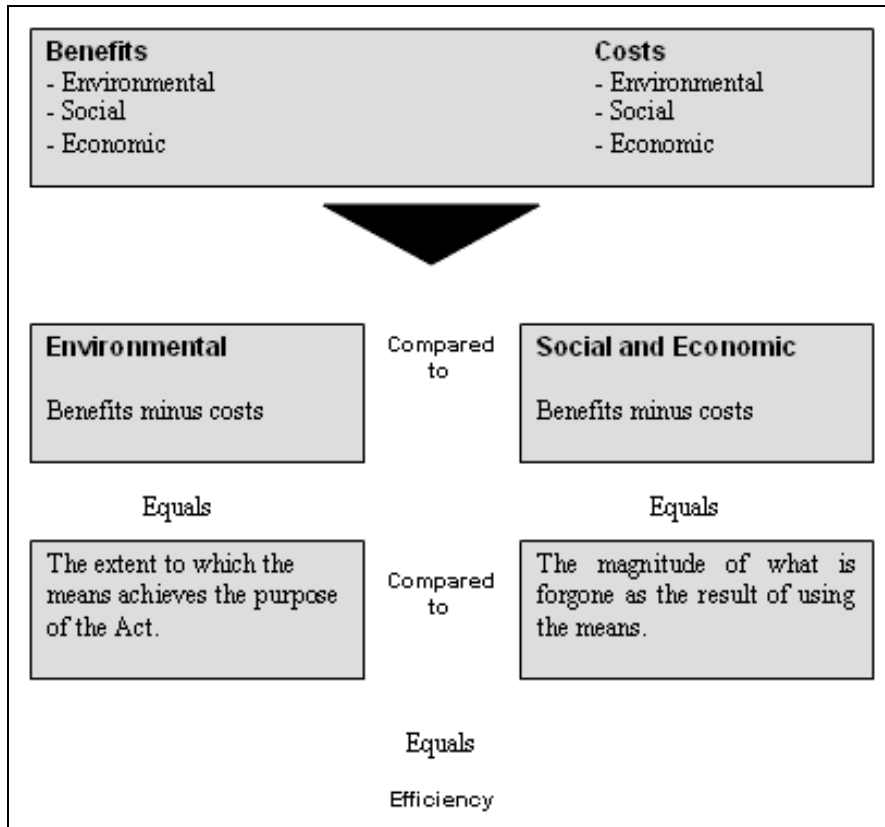 Benefits
- Environmental
- Social
- Economic
Costs
- Environmental
- Social
- Economic
Environmental
Benefits minus costs
Compared
to
Social and Economic
Benefits minus costs
Equals
Equals
The extent to which the
means achieves the purpose
of the Act.
Compared
to
The magnitude of what is
forgone as the result of using
the means.
Equals
Efficiency